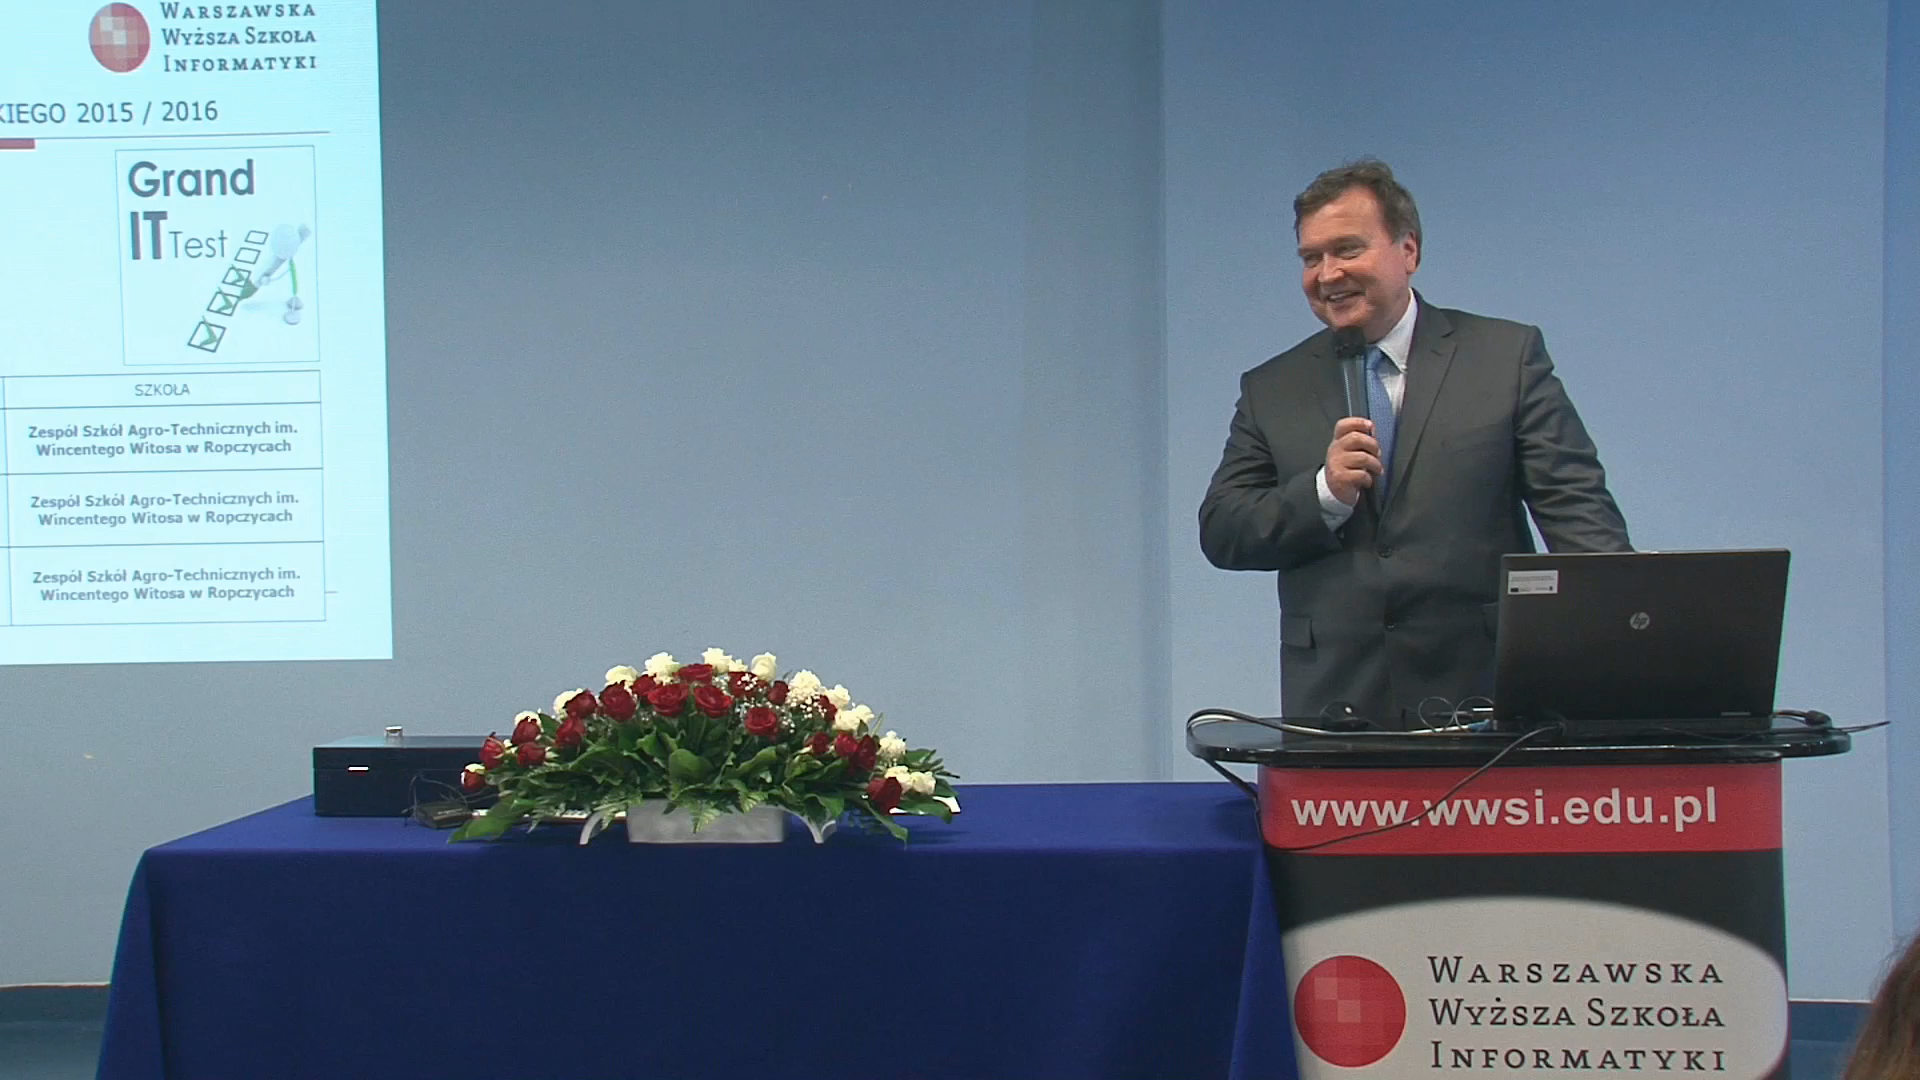 WARSZAWSKA
WYŻSZA SZKOŁA
INFORMATYKI
KIEGO 2015 / 2016
Grand
IT Test
SZKOŁA
Zespół Szkół Agro-Technicznych im.
Wincentego Witosa w Ropczycach
Zespół Szkół Agro-Technicznych im.
Wincentego Witosa w Ropczycach
Zespół Szkół Agro-Technicznych im.
Wincentego Witosa w Ropczycach
hp
www.wwsi.edu.pl
WARSZAWSKA
WYŻSZA SZKOŁA
INFORMATYKI